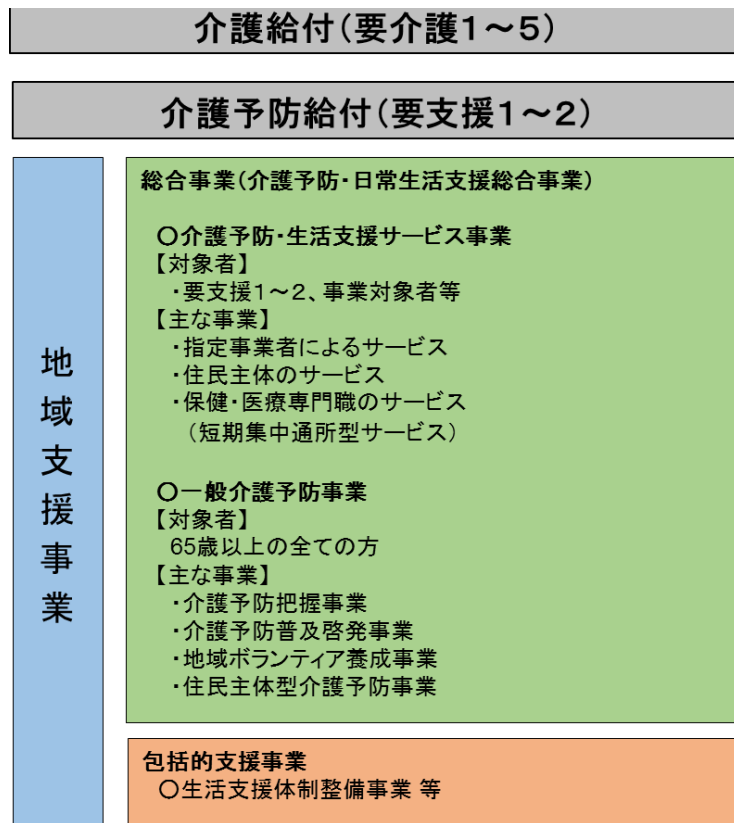 介護給付(要介護1～5)
介護予防給付(要支援1～2)
地域支援事業
総合事業(介護予防・日常生活支援総合事業)
〇介護予防・生活支援サービス事業
【対象者】
・要支援1～2、事業対象者等
【主な事業】
・指定事業者によるサービス
・住民主体のサービス
・保健・医療専門職のサービス
(短期集中通所型サービス)
〇一般介護予防事業
【対象者】
65歳以上の全ての方
【主な事業】
・介護予防把握事業
・介護予防普及啓発事業
・地域ボランティア養成事業
・住民主体型介護予防事業
包括的支援事業
〇生活支援体制整備事業 等